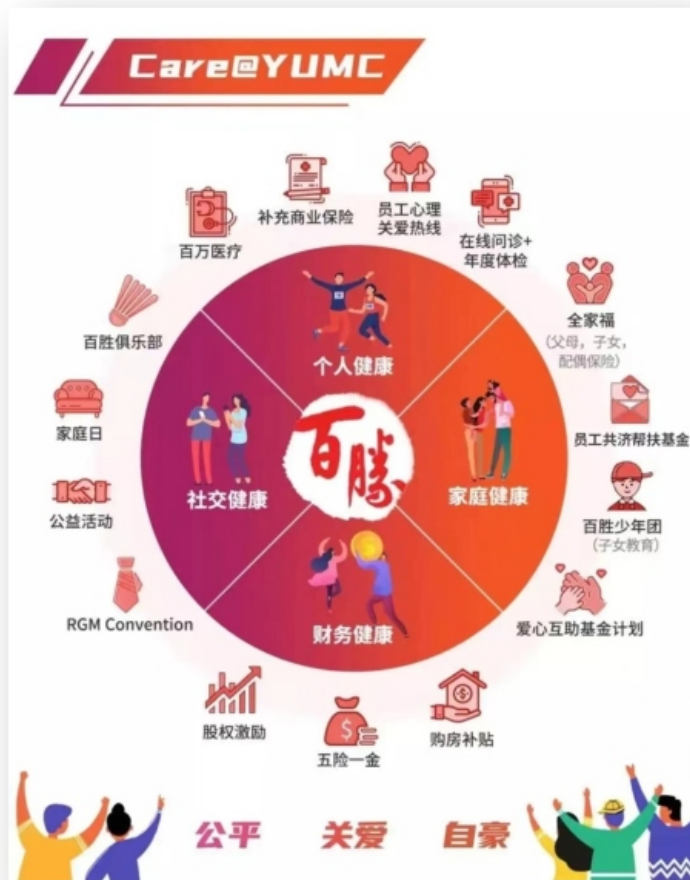 Care@YUMC
百万医疗
补充商业保险
员工心理
关爱热线
在线问诊+
年度体检
百胜俱乐部
家庭日
公益活动
RGM Convention
全家福
(父母,子女,
配偶保险)
员工共济帮扶基金
百胜少年团
(子女教育)
爱心互助基金计划
个人健康
社交健康
百勝
家庭健康
财务健康
股权激励
五险一金
购房补贴
公平 关爱 自豪